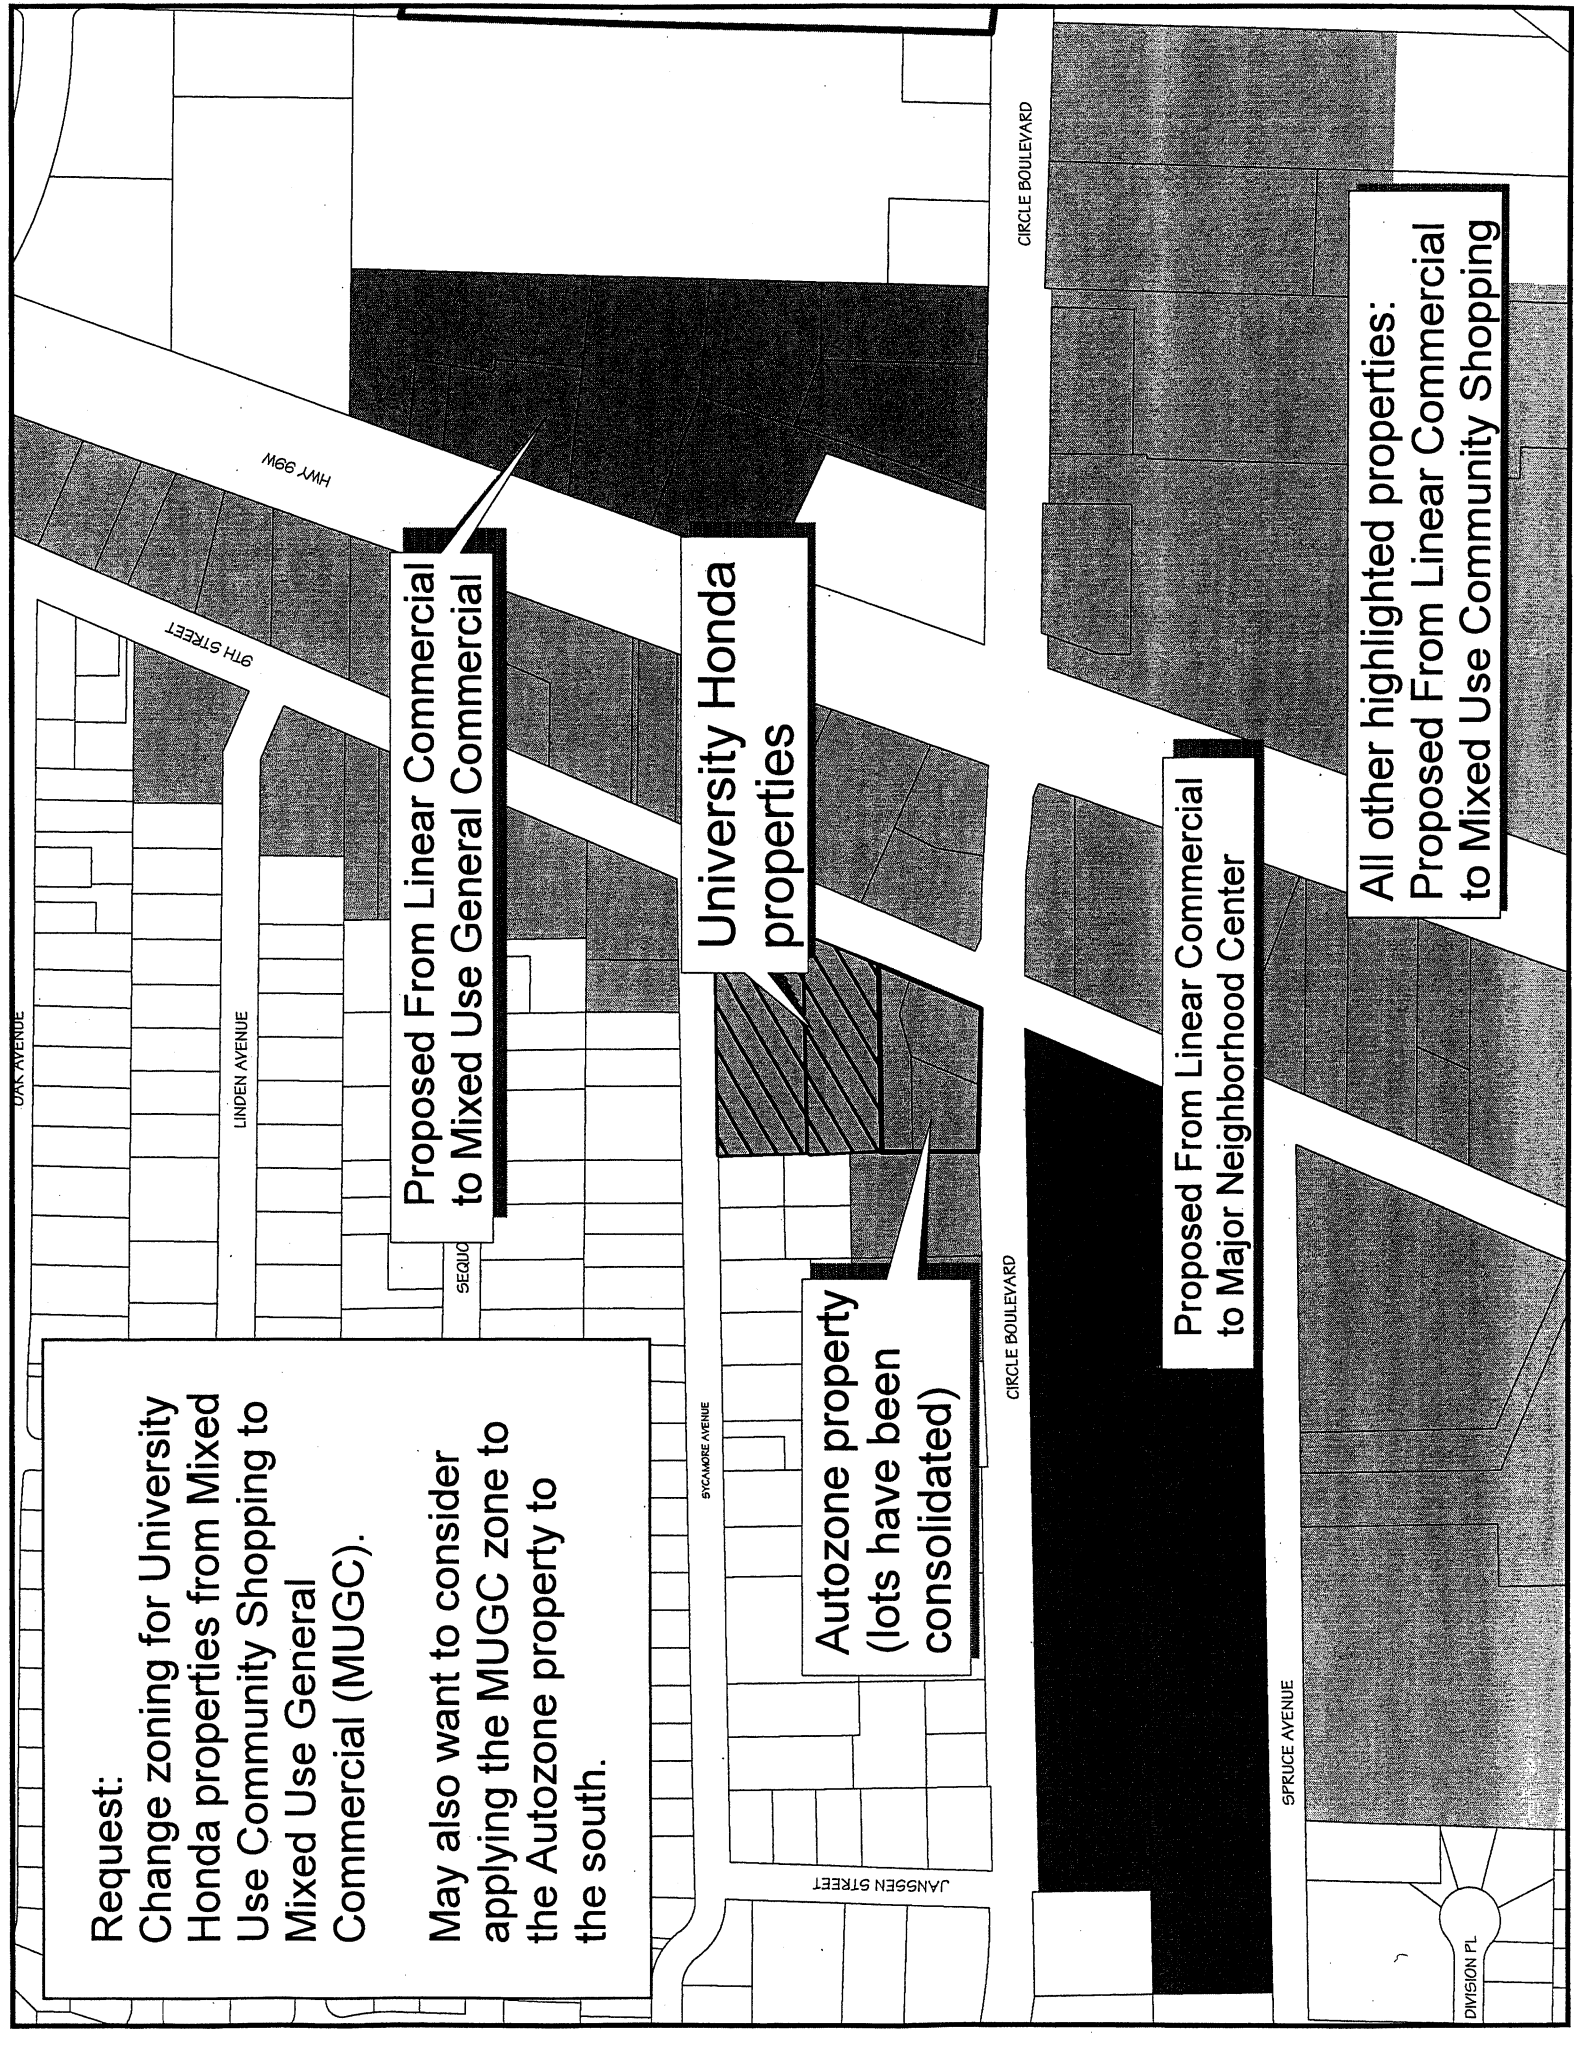 Request:
Change zoning for University
Honda properties from Mixed
Use Community Shopping to
Mixed Use General
Commercial (MUGC).
May also want to consider
applying the MUGC zone to
the Autozone property to
the south.
Proposed From Linear Commercial
to Mixed Use General Commercial
University Honda
properties
Autozone property
(lots have been
consolidated)
Proposed From Linear Commercial
to Major Neighborhood Center
All other highlighted properties:
Proposed From Linear Commercial
to Mixed Use Community Shopping
OAK AVENUE
LINDEN AVENUE
SEQUO
SYCAMORE AVENUE
CIRCLE BOULEVARD
CIRCLE BOULEVARD
SPRUCE AVENUE
DIVISION PL
JANSSEN STREET
9TH STREET
HWY 99W